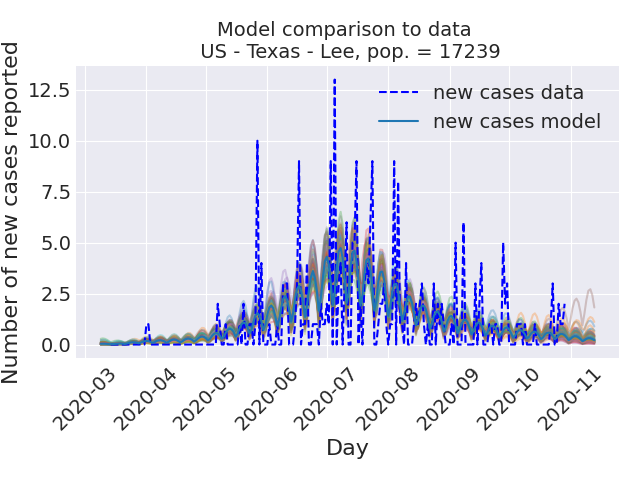 Model comparison to data
US - Texas - Lee, pop. = 17239
Number of new cases reported
12.5
10.0
7.5
5.0
2.5
0.0
new cases data
new cases model
2020-03
2020-04
2020-05
2020-06
2020-07
2020-08
2020-09
2020-10
2020-11
Day